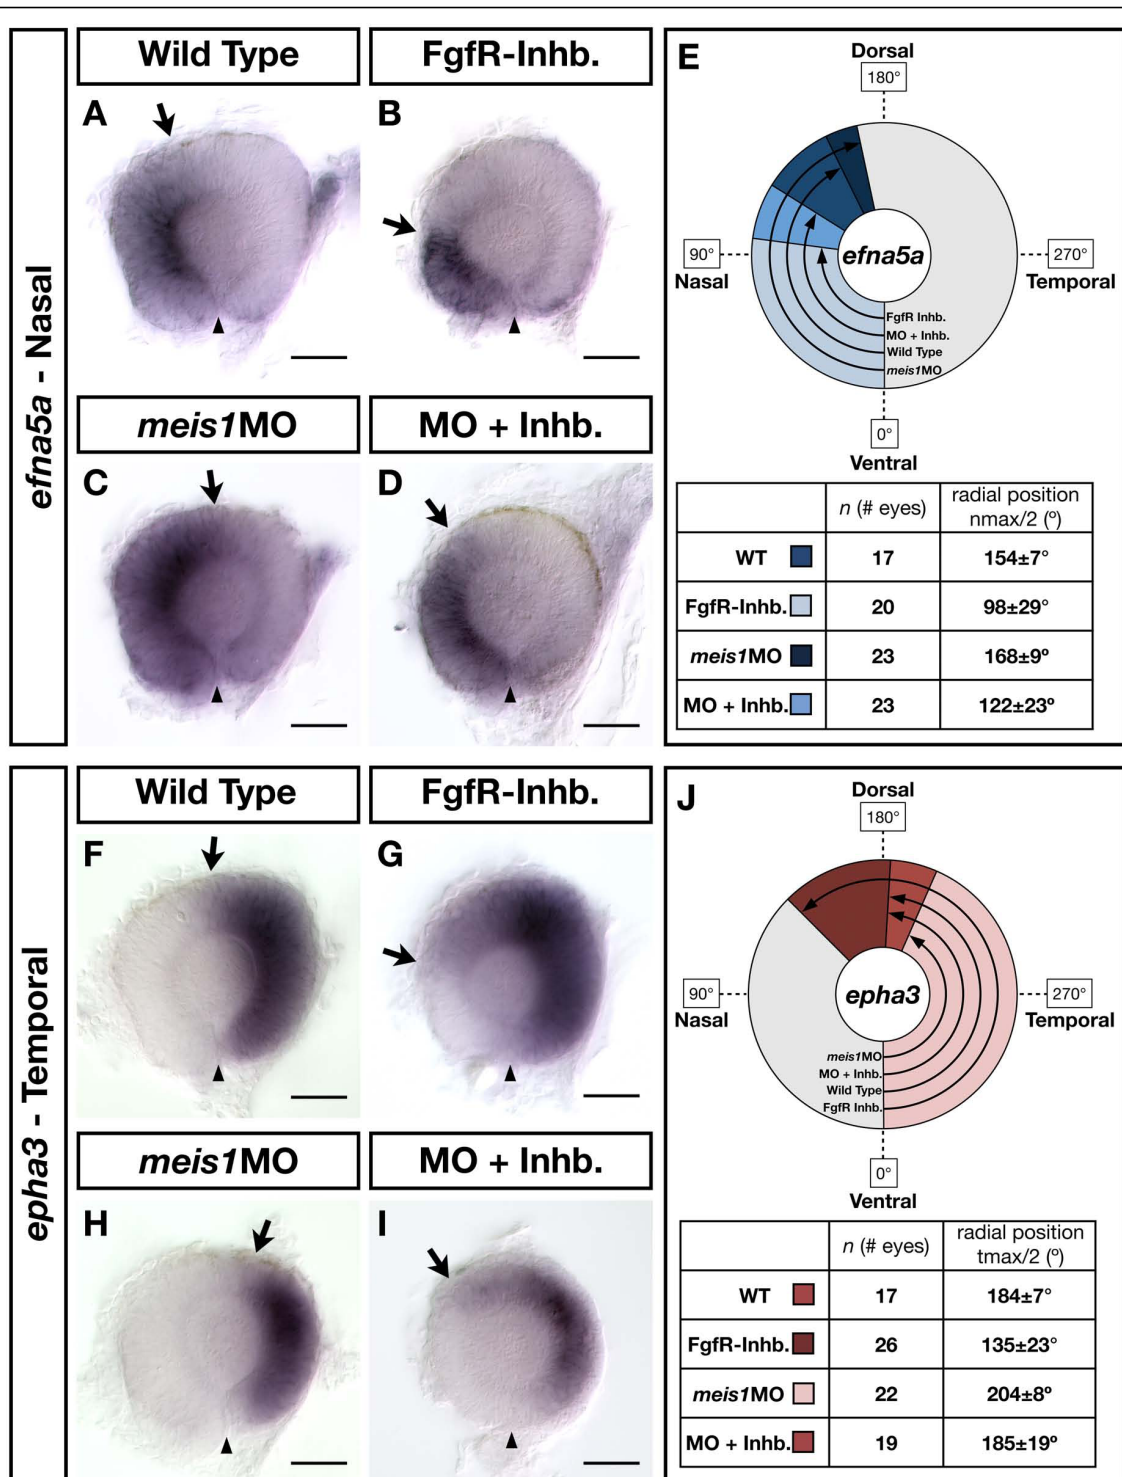 efna5a - Nasal
Wild Type
FgfR-Inhb.
A
B
meis1MO
MO + Inhb.
C
D
E
Dorsal
180°
90°
Nasal
efna5a
270°
Temporal
FgfR Inhb.
MO + Inhb.
Wild Type
meis1MO
0°
Ventral
n (# eyes) radial position
nmax/2 (º)
WT 17 154±7°
FgfR-Inhb. 20 98±29°
meis1MO 23 168±9º
MO + Inhb. 23 122±23º
epha3 - Temporal
Wild Type
FgfR-Inhb.
F
G
meis1MO
MO + Inhb.
H
I
J
Dorsal
180°
90°
Nasal
epha3
270°
Temporal
meis1MO
MO + Inhb.
Wild Type
FgfR Inhb.
0°
Ventral
n (# eyes) radial position
tmax/2 (º)
WT 17 184±7°
FgfR-Inhb. 26 135±23°
meis1MO 22 204±8º
MO + Inhb. 19 185±19º